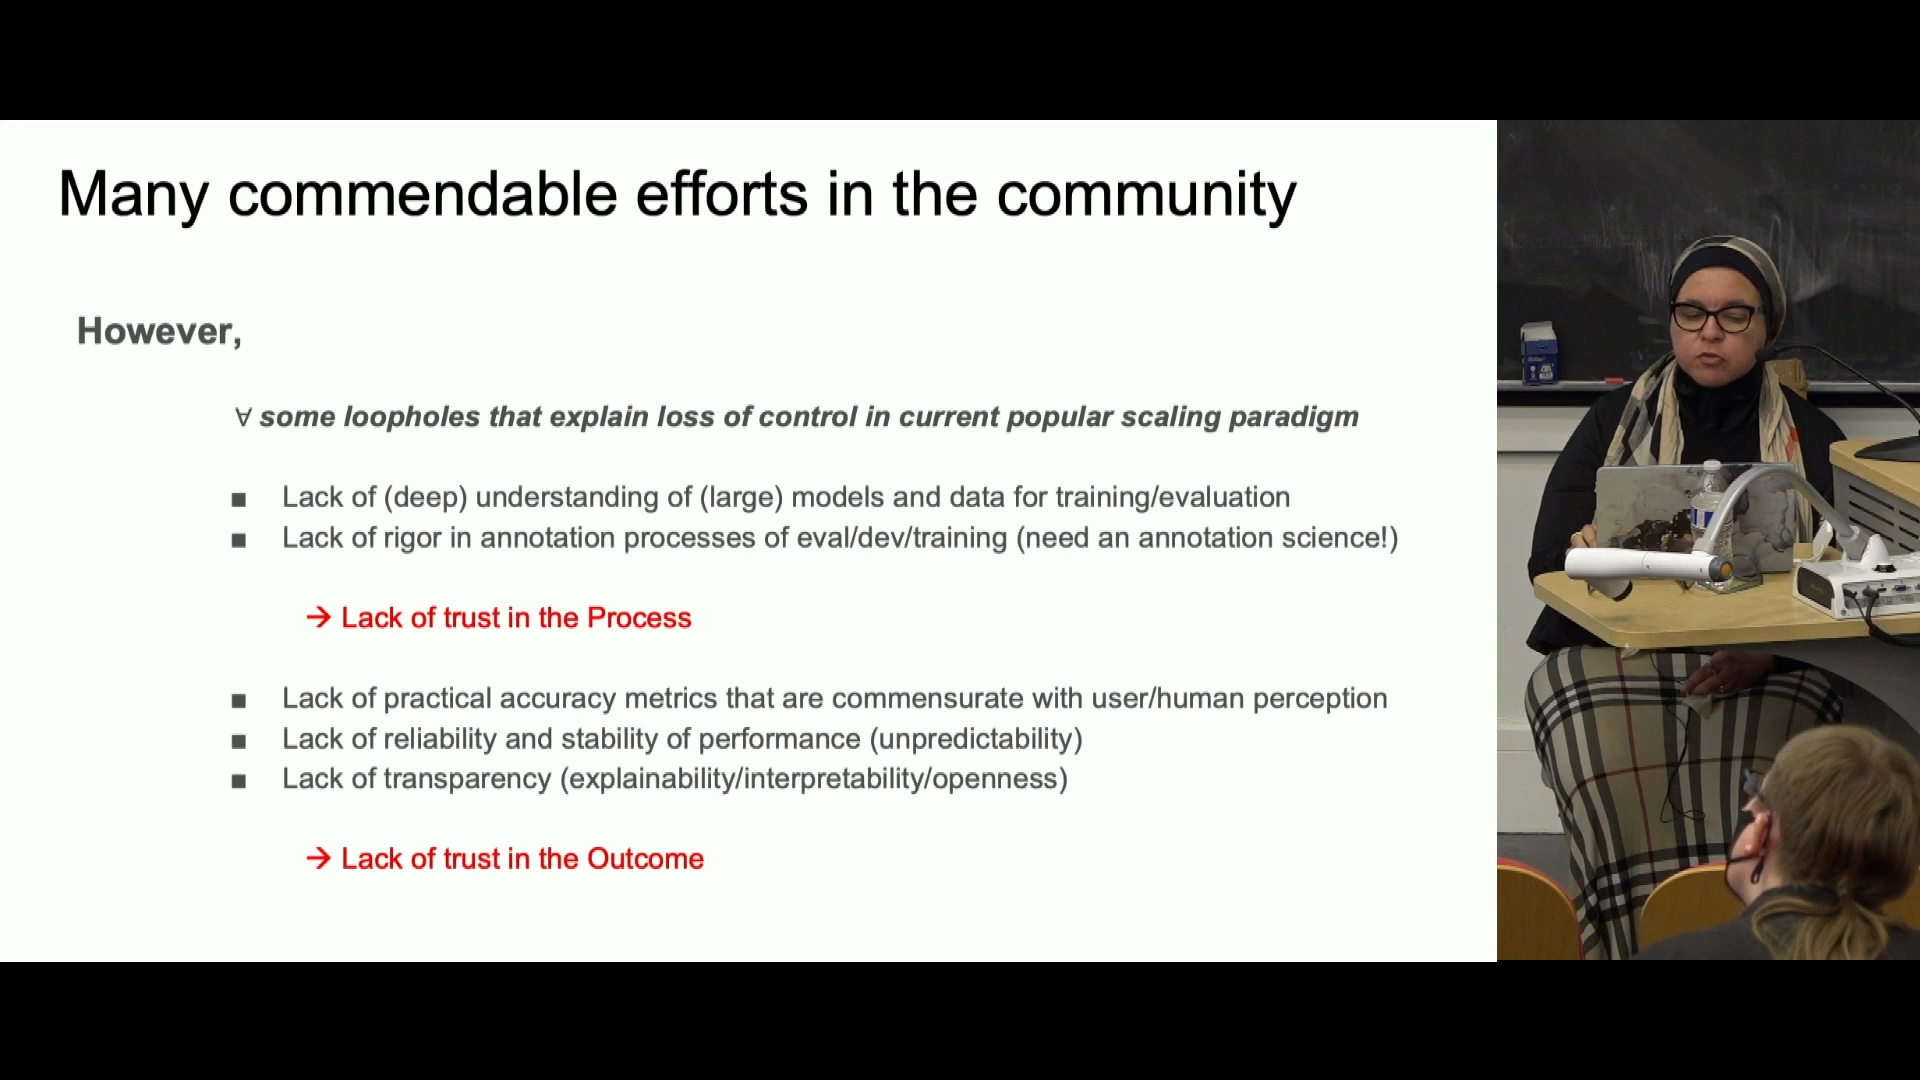 Many commendable efforts in the community
However,
∀ some loopholes that explain loss of control in current popular scaling paradigm
■ Lack of (deep) understanding of (large) models and data for training/evaluation
■ Lack of rigor in annotation processes of eval/dev/training (need an annotation science!)
→ Lack of trust in the Process
■ Lack of practical accuracy metrics that are commensurate with user/human perception
■ Lack of reliability and stability of performance (unpredictability)
■ Lack of transparency (explainability/interpretability/openness)
→ Lack of trust in the Outcome